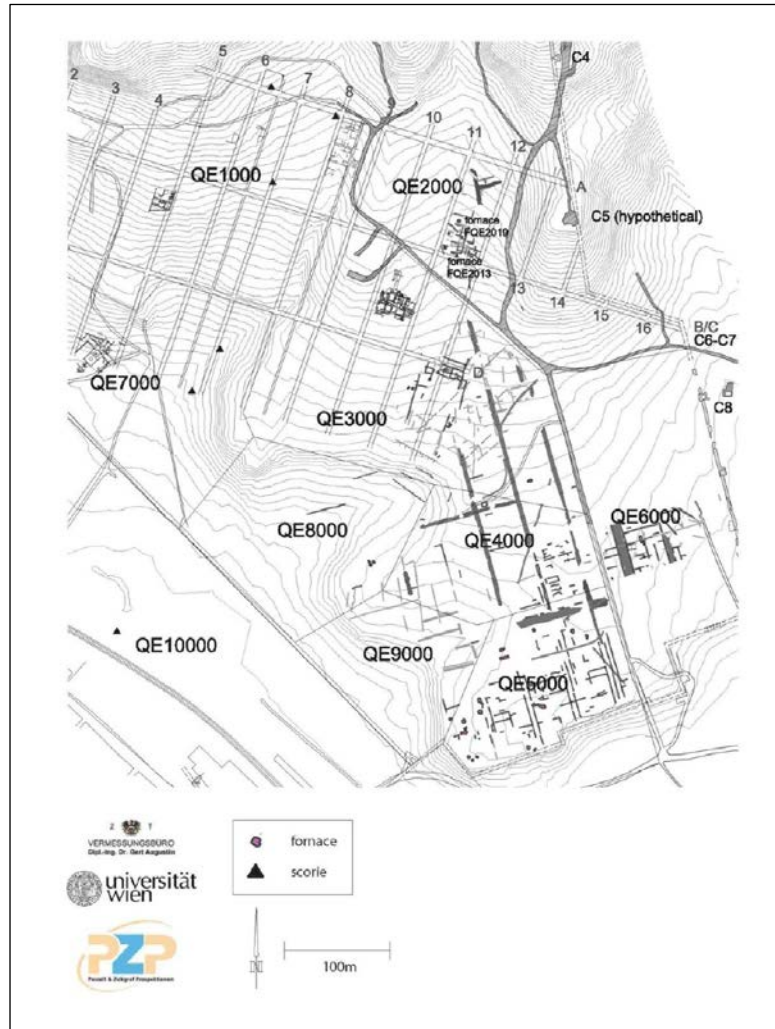 C4
5
6
7
2
3
4
8
9
10
11
12
QE1000
QE2000
A
fornace
FQE2019
C5 (hypothetical)
fornace
FQE2013
13
14
15
16
B/C
C6-C7
D
QE7000
C8
QE3000
QE8000
QE4000
QE6000
QE10000
QE9000
QE5000
Z T
VERMESSUNGSBÜRO
Dipl.-Ing. Dr. Gert Augustin
universität
wien
PZP
Posselt & Zickgraf Prospektionen
fornace
scorie
N
100m